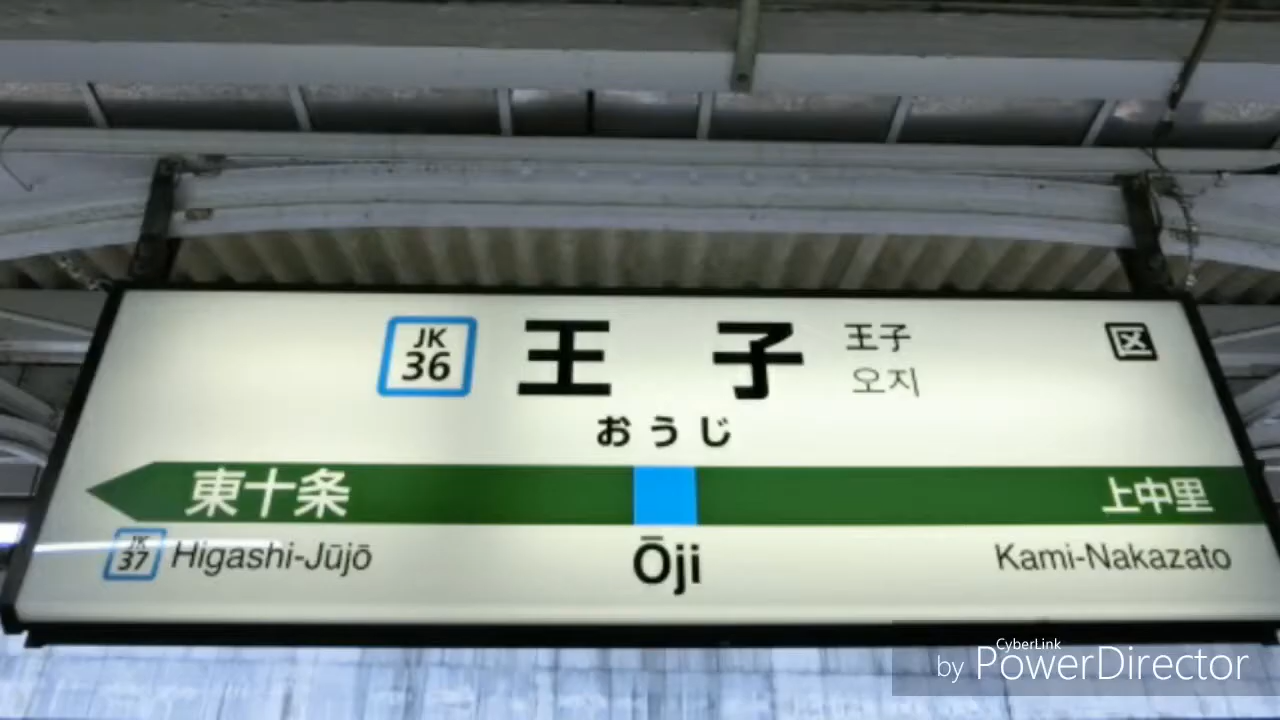 JK
36
王子
王子
오지
区
おうじ
東十条
上中里
JK
37
Higashi-Jūjō
Ōji
Kami-Nakazato
CyberLink
by PowerDirector